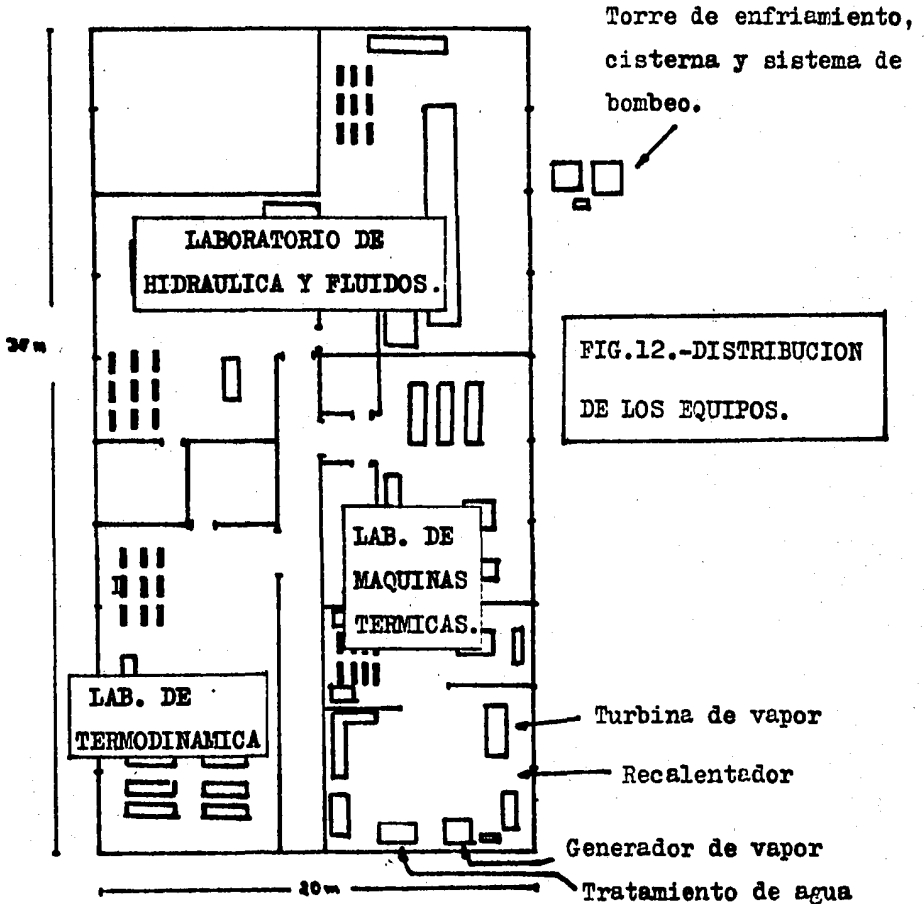 Torre de enfriamiento,
cisterna y sistema de
bombeo.
LABORATORIO DE
HIDRAULICA Y FLUIDOS.
FIG.12.-DISTRIBUCION
DE LOS EQUIPOS.
LAB. DE
MAQUINAS
TERMICAS.
LAB. DE
TERMODINAMICA
Turbina de vapor
Recalentador
Generador de vapor
Tratamiento de agua
20m